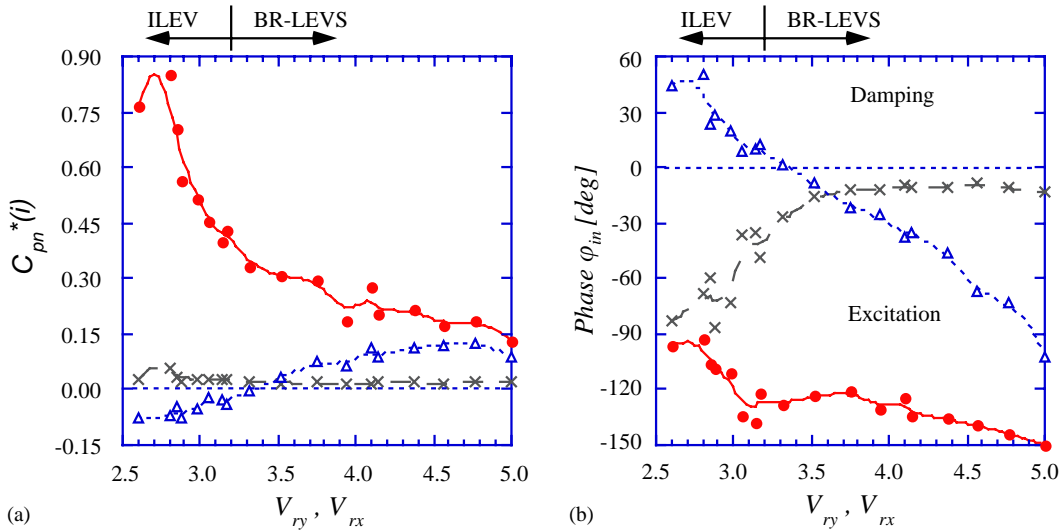 ILEV BR-LEVS
0.90
0.75
0.60
0.45
0.30
0.15
0.00
-0.15
C_pn*(i)
2.5 3.0 3.5 4.0 4.5 5.0
V_ry , V_rx
(a)
ILEV BR-LEVS
60
30
0
-30
-60
-90
-120
-150
Phase φ_in [deg]
Damping
Excitation
2.5 3.0 3.5 4.0 4.5 5.0
V_ry , V_rx
(b)